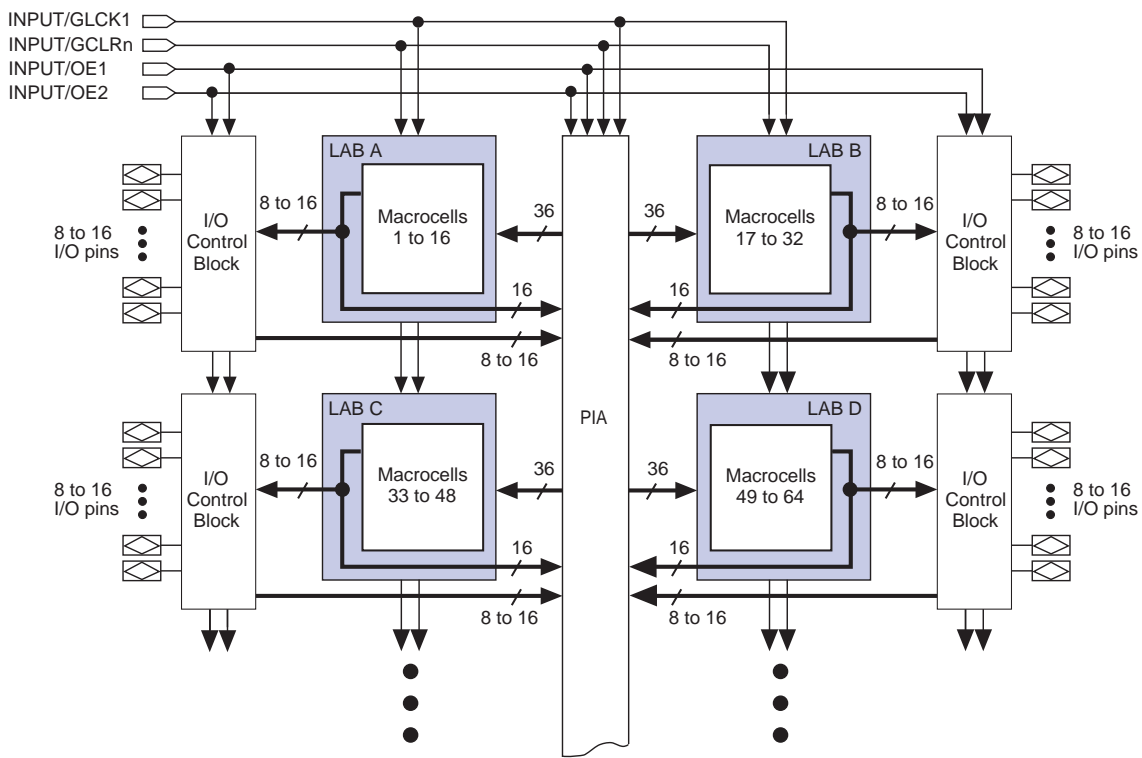 INPUT/GLCK1
INPUT/GCLRn
INPUT/OE1
INPUT/OE2
LAB A
LAB B
8 to 16
I/O pins
I/O
Control
Block
8 to 16
Macrocells
1 to 16
36
36
Macrocells
17 to 32
8 to 16
I/O
Control
Block
8 to 16
I/O pins
16
16
8 to 16
8 to 16
LAB C
PIA
LAB D
8 to 16
I/O pins
I/O
Control
Block
8 to 16
Macrocells
33 to 48
36
36
Macrocells
49 to 64
8 to 16
I/O
Control
Block
8 to 16
I/O pins
16
16
8 to 16
8 to 16